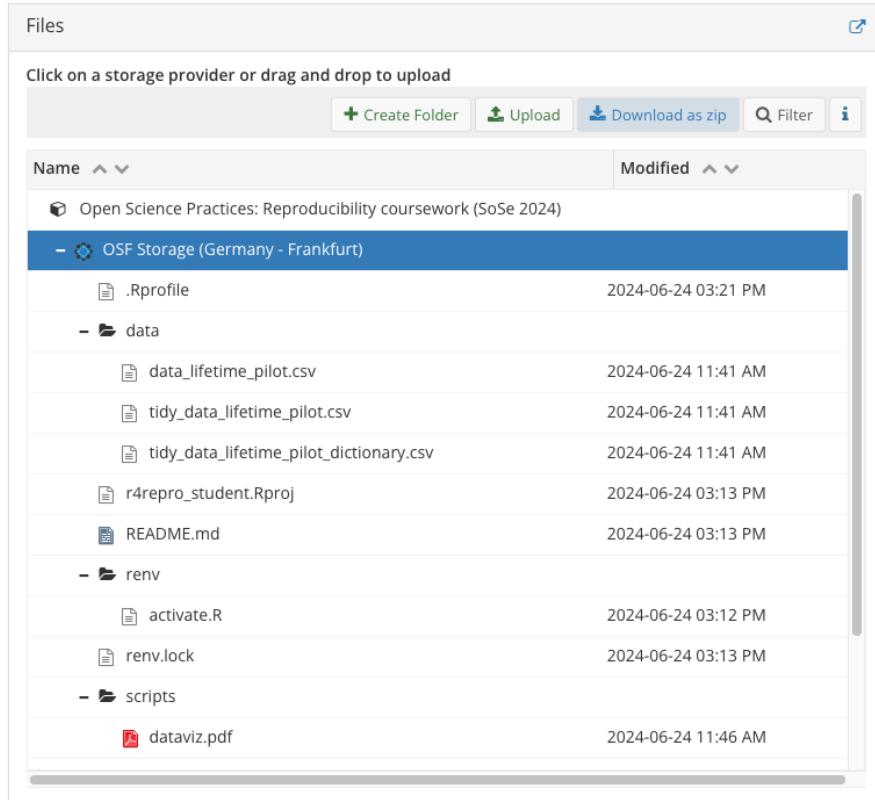 Files
Click on a storage provider or drag and drop to upload
Create Folder Upload Download as zip Filter i
Name Modified
Open Science Practices: Reproducibility coursework (SoSe 2024)
OSF Storage (Germany - Frankfurt)
.Rprofile 2024-06-24 03:21 PM
data
data_lifetime_pilot.csv 2024-06-24 11:41 AM
tidy_data_lifetime_pilot.csv 2024-06-24 11:41 AM
tidy_data_lifetime_pilot_dictionary.csv 2024-06-24 11:41 AM
r4repro_student.Rproj 2024-06-24 03:13 PM
README.md 2024-06-24 03:13 PM
renv
activate.R 2024-06-24 03:12 PM
renv.lock 2024-06-24 03:13 PM
scripts
dataviz.pdf 2024-06-24 11:46 AM